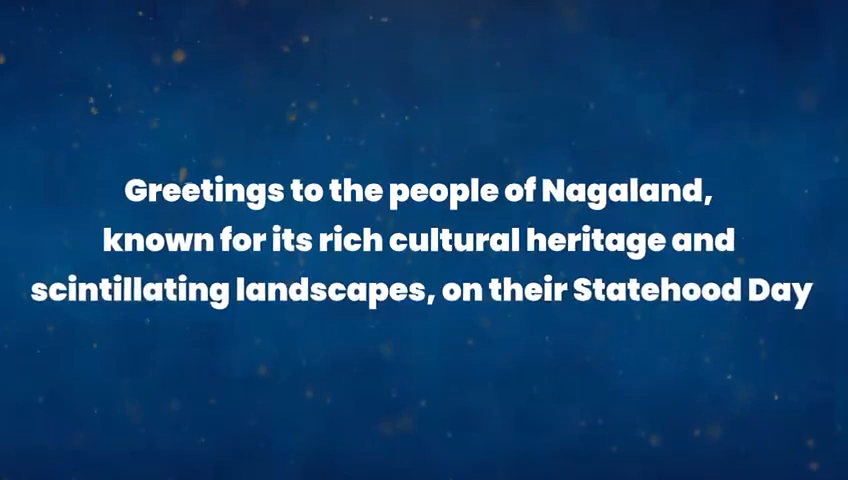 Greetings to the people of Nagaland,
known for its rich cultural heritage and
scintillating landscapes, on their Statehood Day